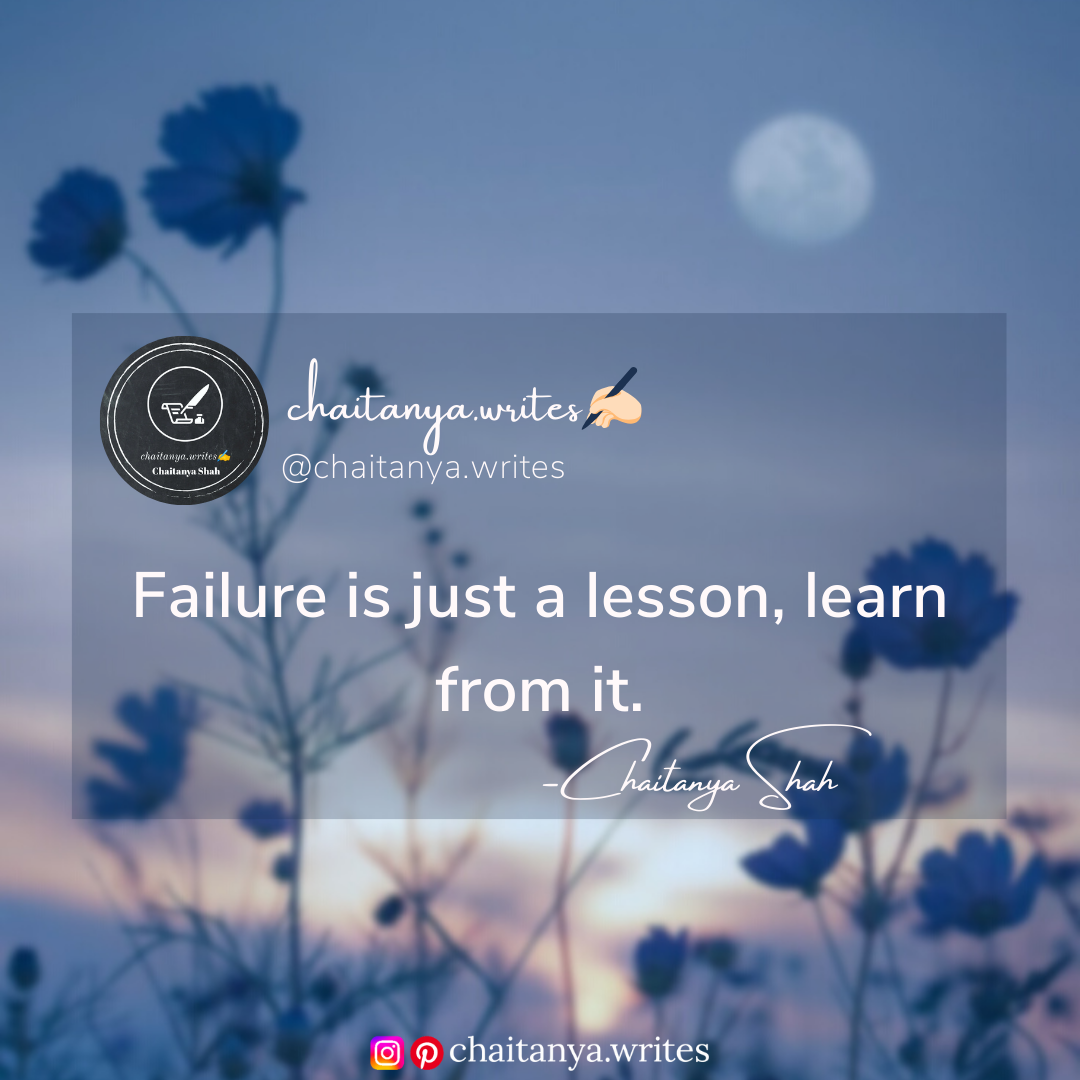 chaitanya.writes✍
Chaitanya Shah
chaitanya.writes✍🏻
@chaitanya.writes
Failure is just a lesson, learn
from it.
-Chaitanya Shah
chaitanya.writes